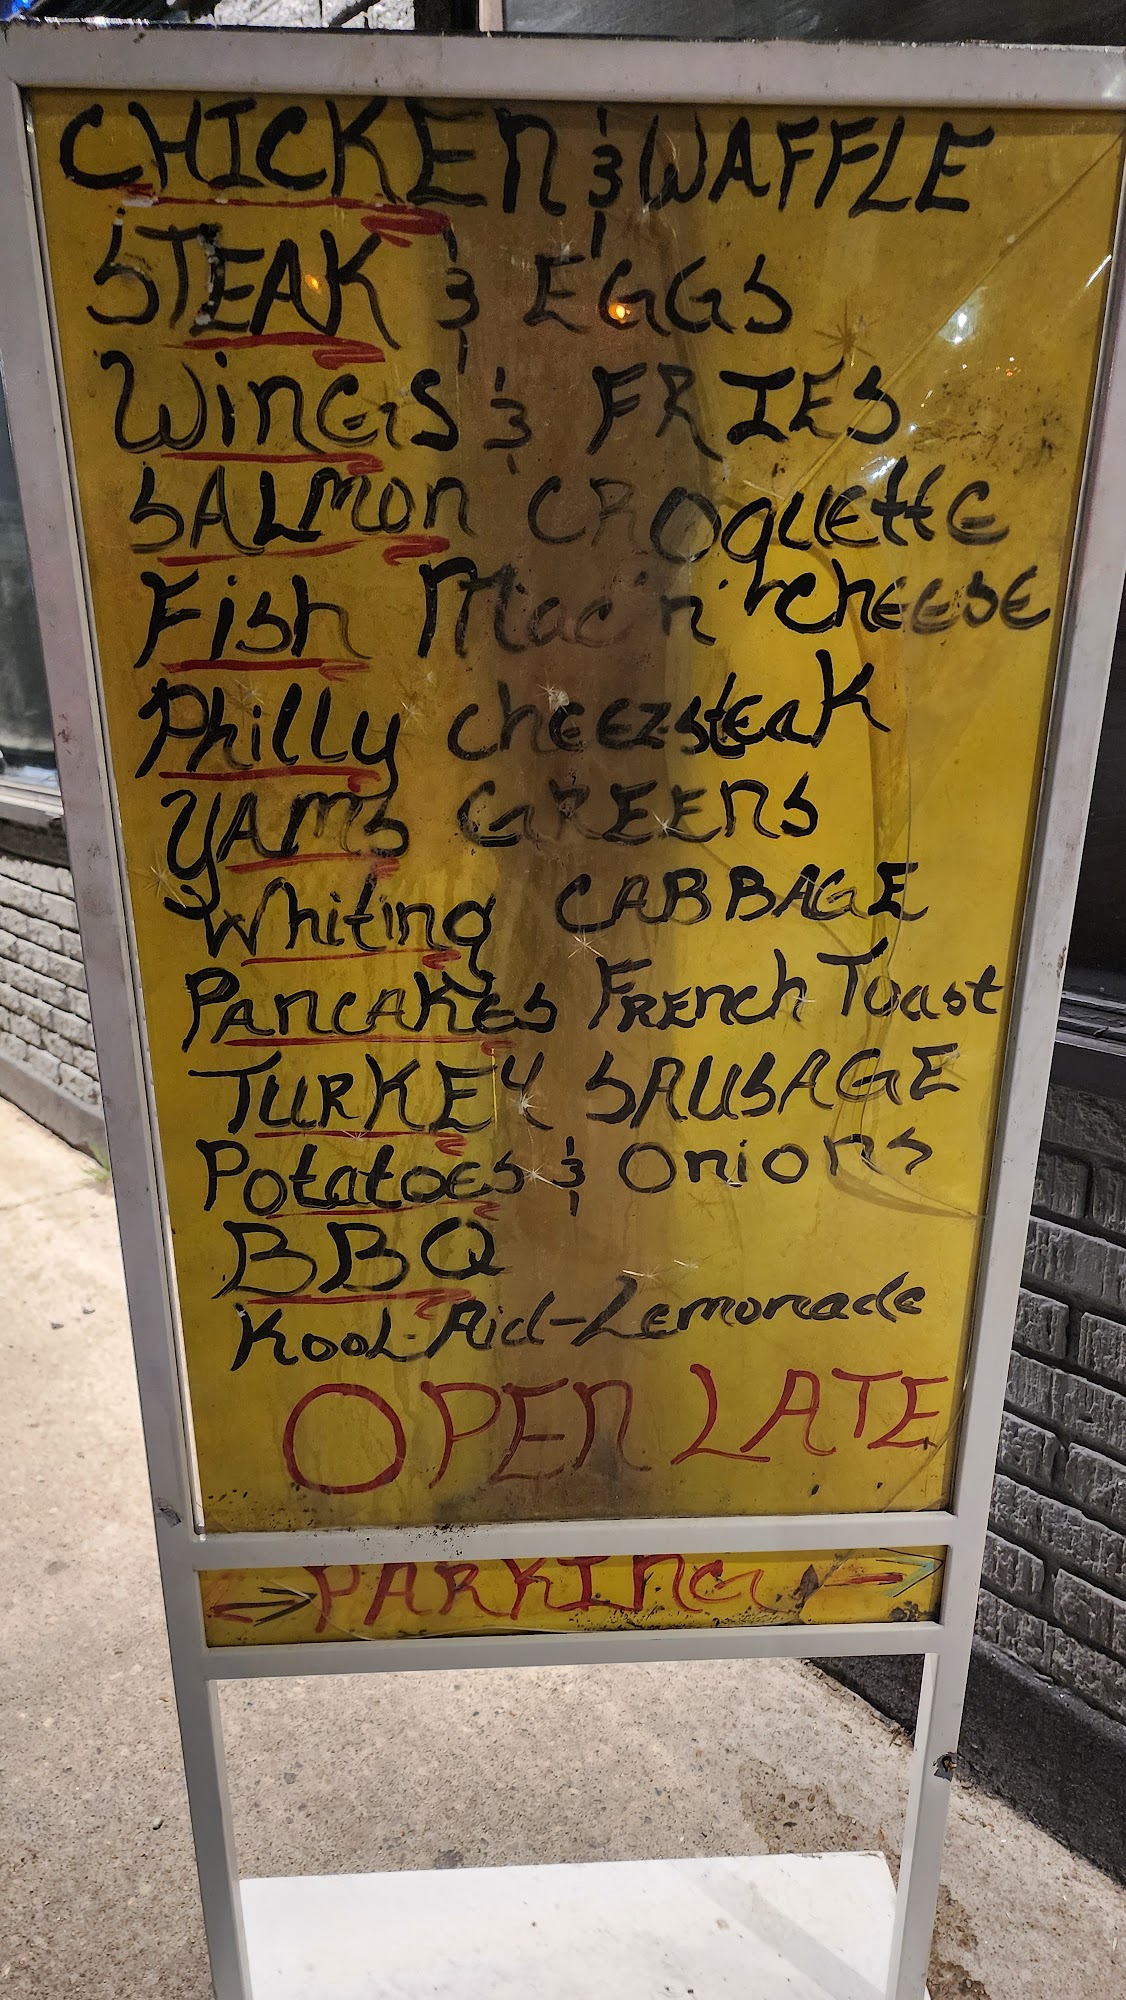 CHICKEn & WAFFLE
STEAK & EGGS
WinGS & FRIES
SALmon CROquEttE
Fish Mac'n'chEESE
Philly chEEzsteaK
YAmS GREEnS
Whiting CABBAGE
PancaKEs FREnch Toast
TURKEY SAUSAGE
Potatoes & Onions
BBQ
KooL-Aid-Lemonade
OPEn LATE
PARKInG